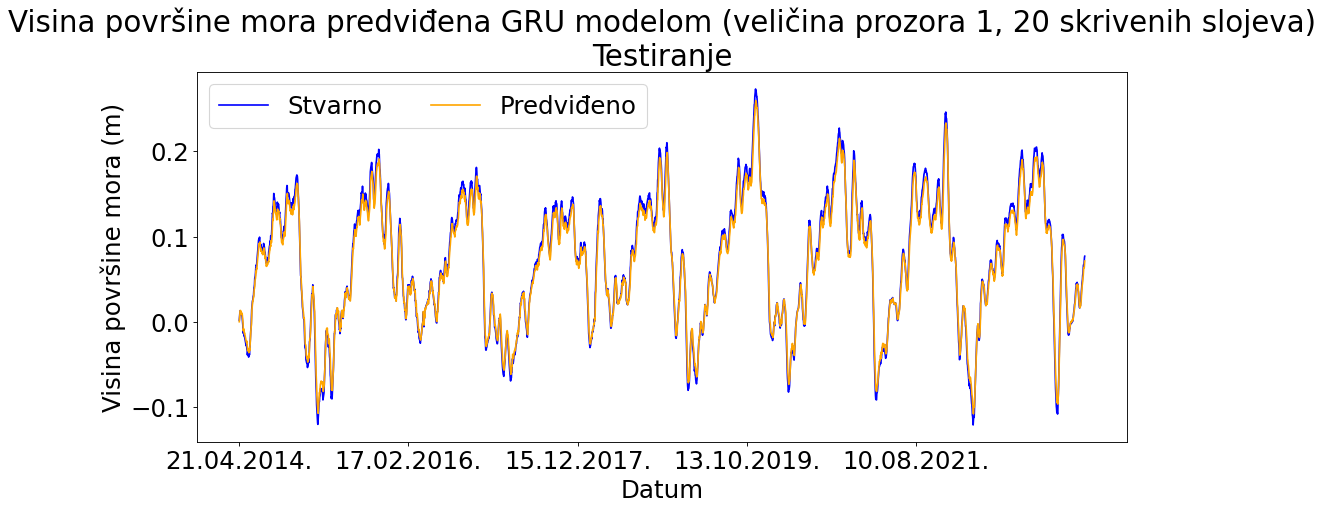 Visina površine mora predviđena GRU modelom (veličina prozora 1, 20 skrivenih slojeva)
Testiranje
Stvarno
Predviđeno
Visina površine mora (m)
0.2
0.1
0.0
−0.1
21.04.2014.
17.02.2016.
15.12.2017.
13.10.2019.
10.08.2021.
Datum